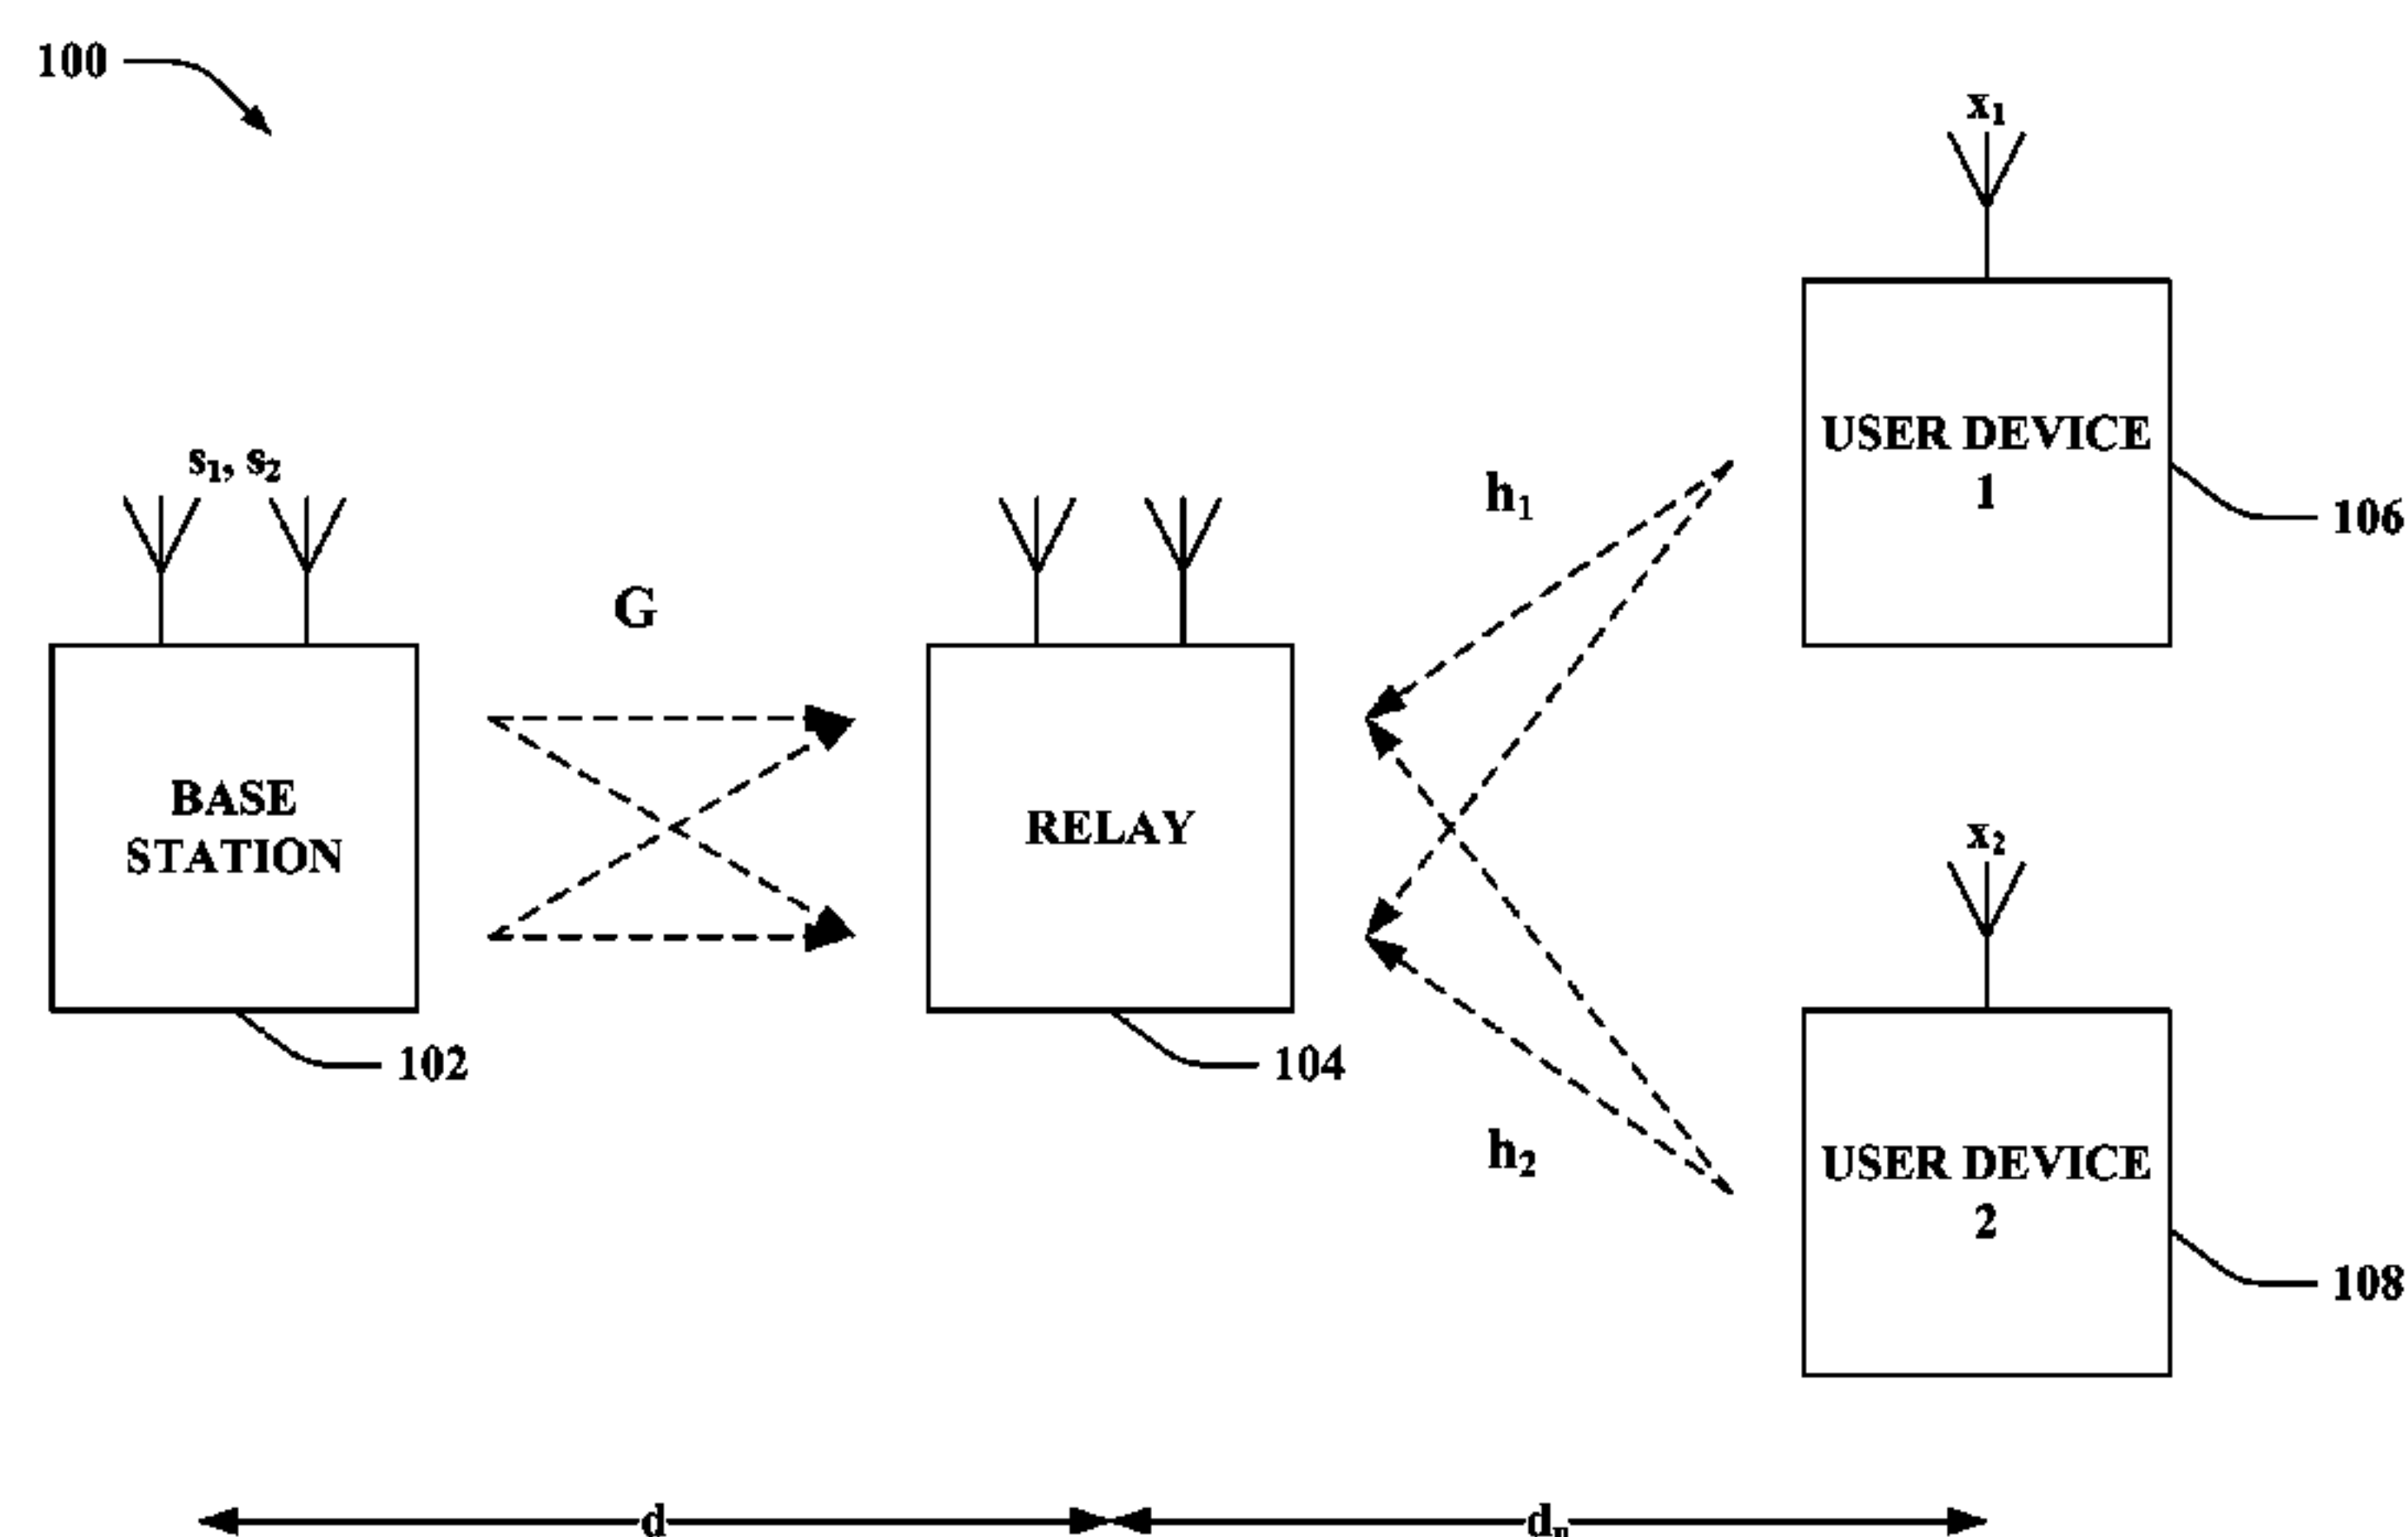 100
x₁
USER DEVICE
1
106
s₁, s₂
h₁
G
BASE
STATION
102
RELAY
104
x₂
h₂
USER DEVICE
2
108
d